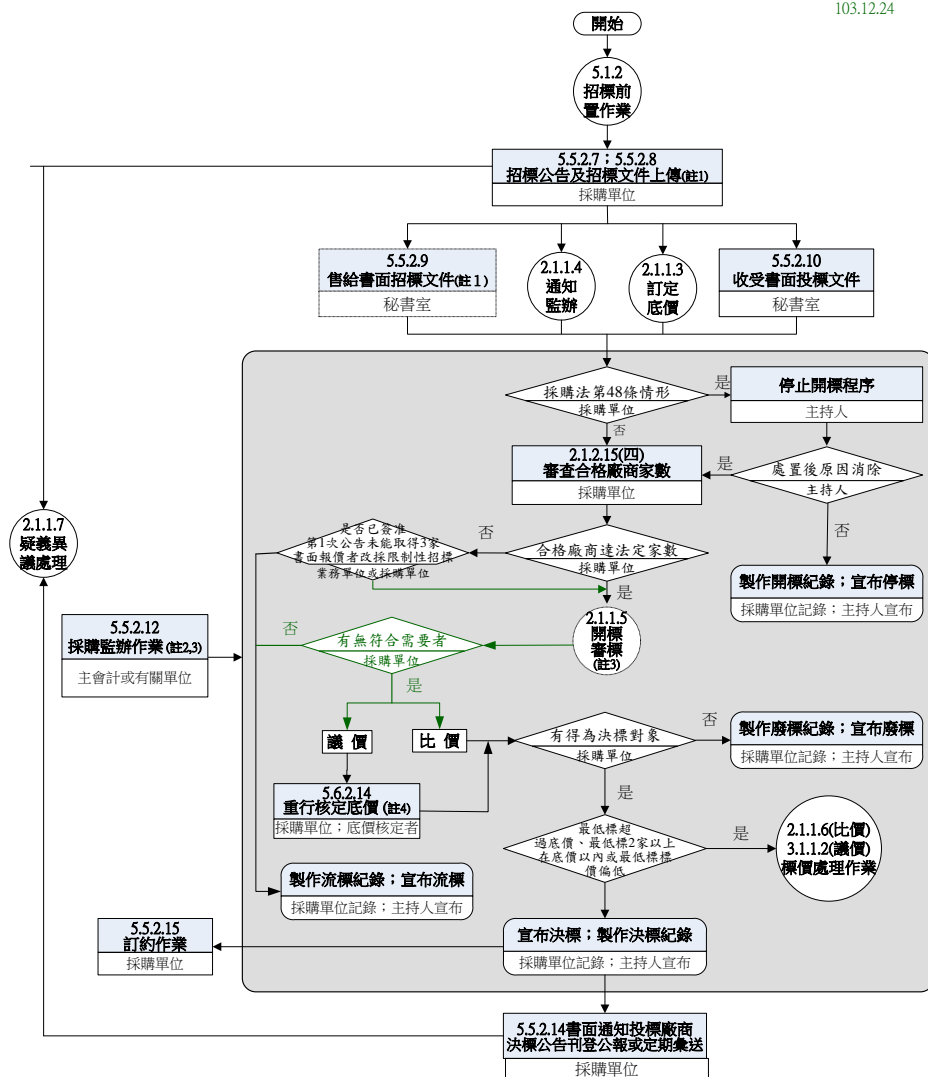 103.12.24
開始
5.1.2
招標前
置作業
5.5.2.7；5.5.2.8
招標公告及招標文件上傳(註1)
採購單位
5.5.2.9
售給書面招標文件(註 1)
秘書室
2.1.1.4
通知
監辦
2.1.1.3
訂定
底價
5.5.2.10
收受書面投標文件
秘書室
採購法第48條情形
採購單位
是
否
停止開標程序
主持人
2.1.2.15(四)
審查合格廠商家數
採購單位
是
處置後原因消除
主持人
否
2.1.1.7
疑義異
議處理
是否已簽准
第1次公告未能取得3家
書面報價者改採限制性招標
業務單位或採購單位
否
合格廠商達法定家數
採購單位
是
製作開標紀錄；宣布停標
採購單位記錄；主持人宣布
5.5.2.12
採購監辦作業(註2,3)
主會計或有關單位
否
有無符合需要者
採購單位
是
2.1.1.5
開標
審標
(註3)
議 價
比 價
有得為決標對象
採購單位
否
是
製作廢標紀錄；宣布廢標
採購單位記錄；主持人宣布
5.6.2.14
重行核定底價(註4)
採購單位；底價核定者
最低標超
過底價、最低標2家以上
在底價以內或最低標標
價偏低
是
2.1.1.6(比價)
3.1.1.2(議價)
標價處理作業
製作流標紀錄；宣布流標
採購單位記錄；主持人宣布
5.5.2.15
訂約作業
採購單位
宣布決標；製作決標紀錄
採購單位記錄；主持人宣布
5.5.2.14書面通知投標廠商
決標公告刊登公報或定期彙送
採購單位